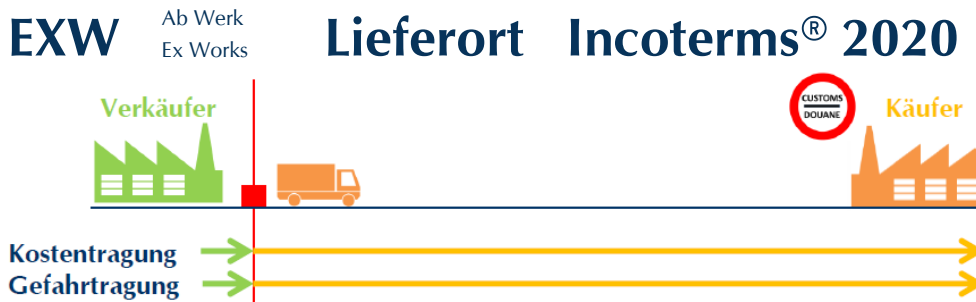 EXW Ab Werk Lieferort Incoterms® 2020
Ex Works
Verkäufer
CUSTOMS
DOUANE
Käufer
Kostentragung
Gefahrtragung